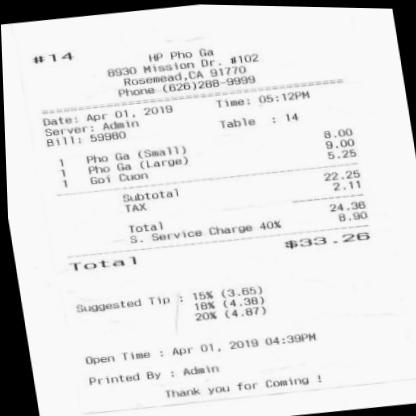 #14
HP Pho Ga
8930 Mission Dr. #102
Rosemead,CA 91770
Phone (626)288-9999
Date: Apr 01, 2019 Time: 05:12PM
Server: Admin
Bill: 59980 Table : 14
1 Pho Ga (Small) 8.00
1 Pho Ga (Large) 9.00
1 Goi Cuon 5.25
Subtotal 22.25
TAX 2.11
Total 24.36
S. Service Charge 40% 8.90
Total $33.26
Suggested Tip : 15% (3.65)
18% (4.38)
20% (4.87)
Open Time : Apr 01, 2019 04:39PM
Printed By : Admin
Thank you for Coming !